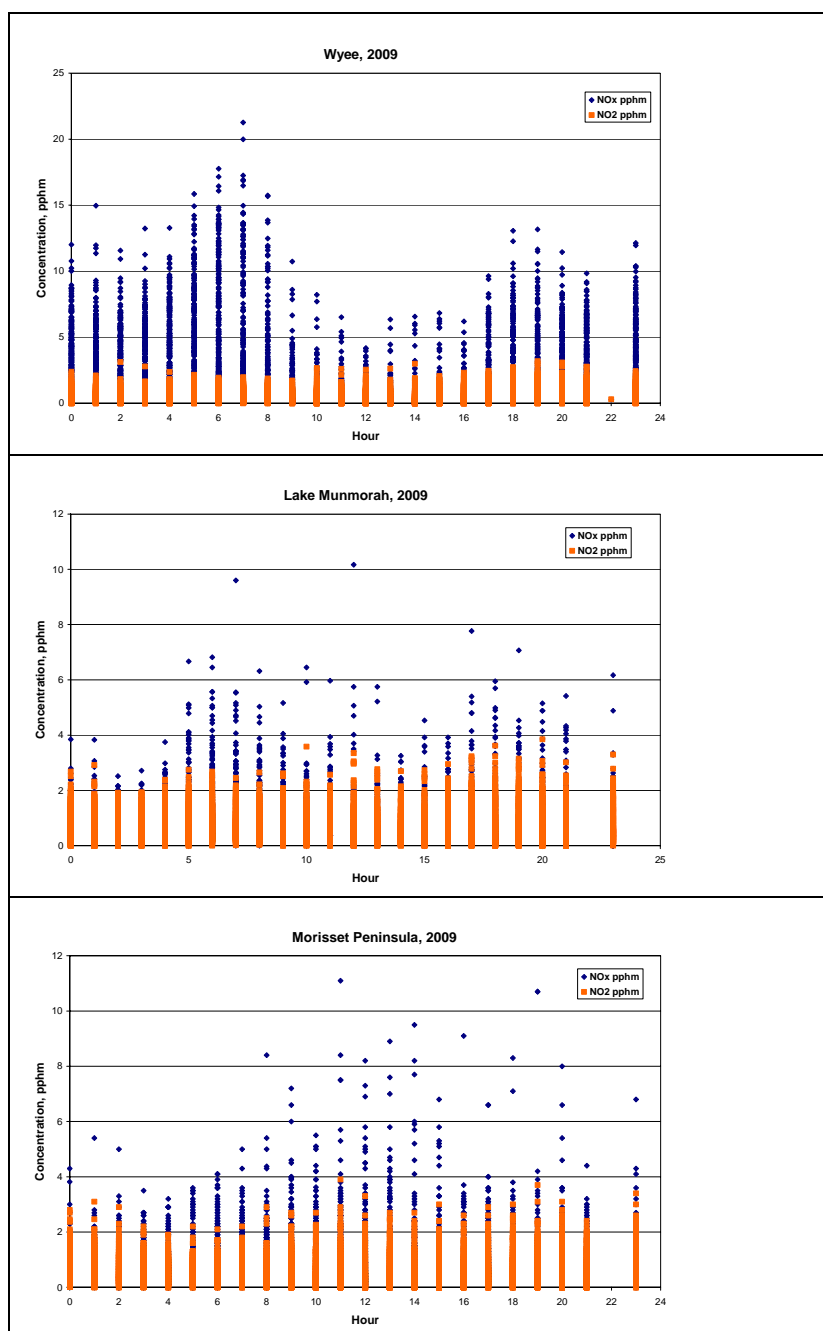 Wyee, 2009
25
20
15
10
5
0
Concentration, pphm
NOx pphm
NO2 pphm
0 2 4 6 8 10 12 14 16 18 20 22 24
Hour
Lake Munmorah, 2009
12
10
8
6
4
2
0
Concentration, pphm
NOx pphm
NO2 pphm
0 5 10 15 20 25
Hour
Morisset Peninsula, 2009
12
10
8
6
4
2
0
Concentration, pphm
NOx pphm
NO2 pphm
0 2 4 6 8 10 12 14 16 18 20 22 24
Hour